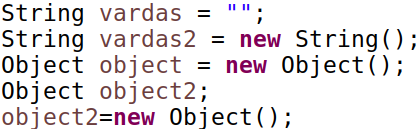 String vardas = "";
String vardas2 = new String();
Object object = new Object();
Object object2;
object2=new Object();